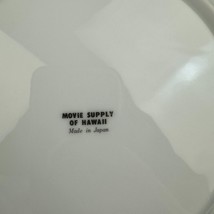 MOVIE SUPPLY
OF HAWAII
Made in Japan